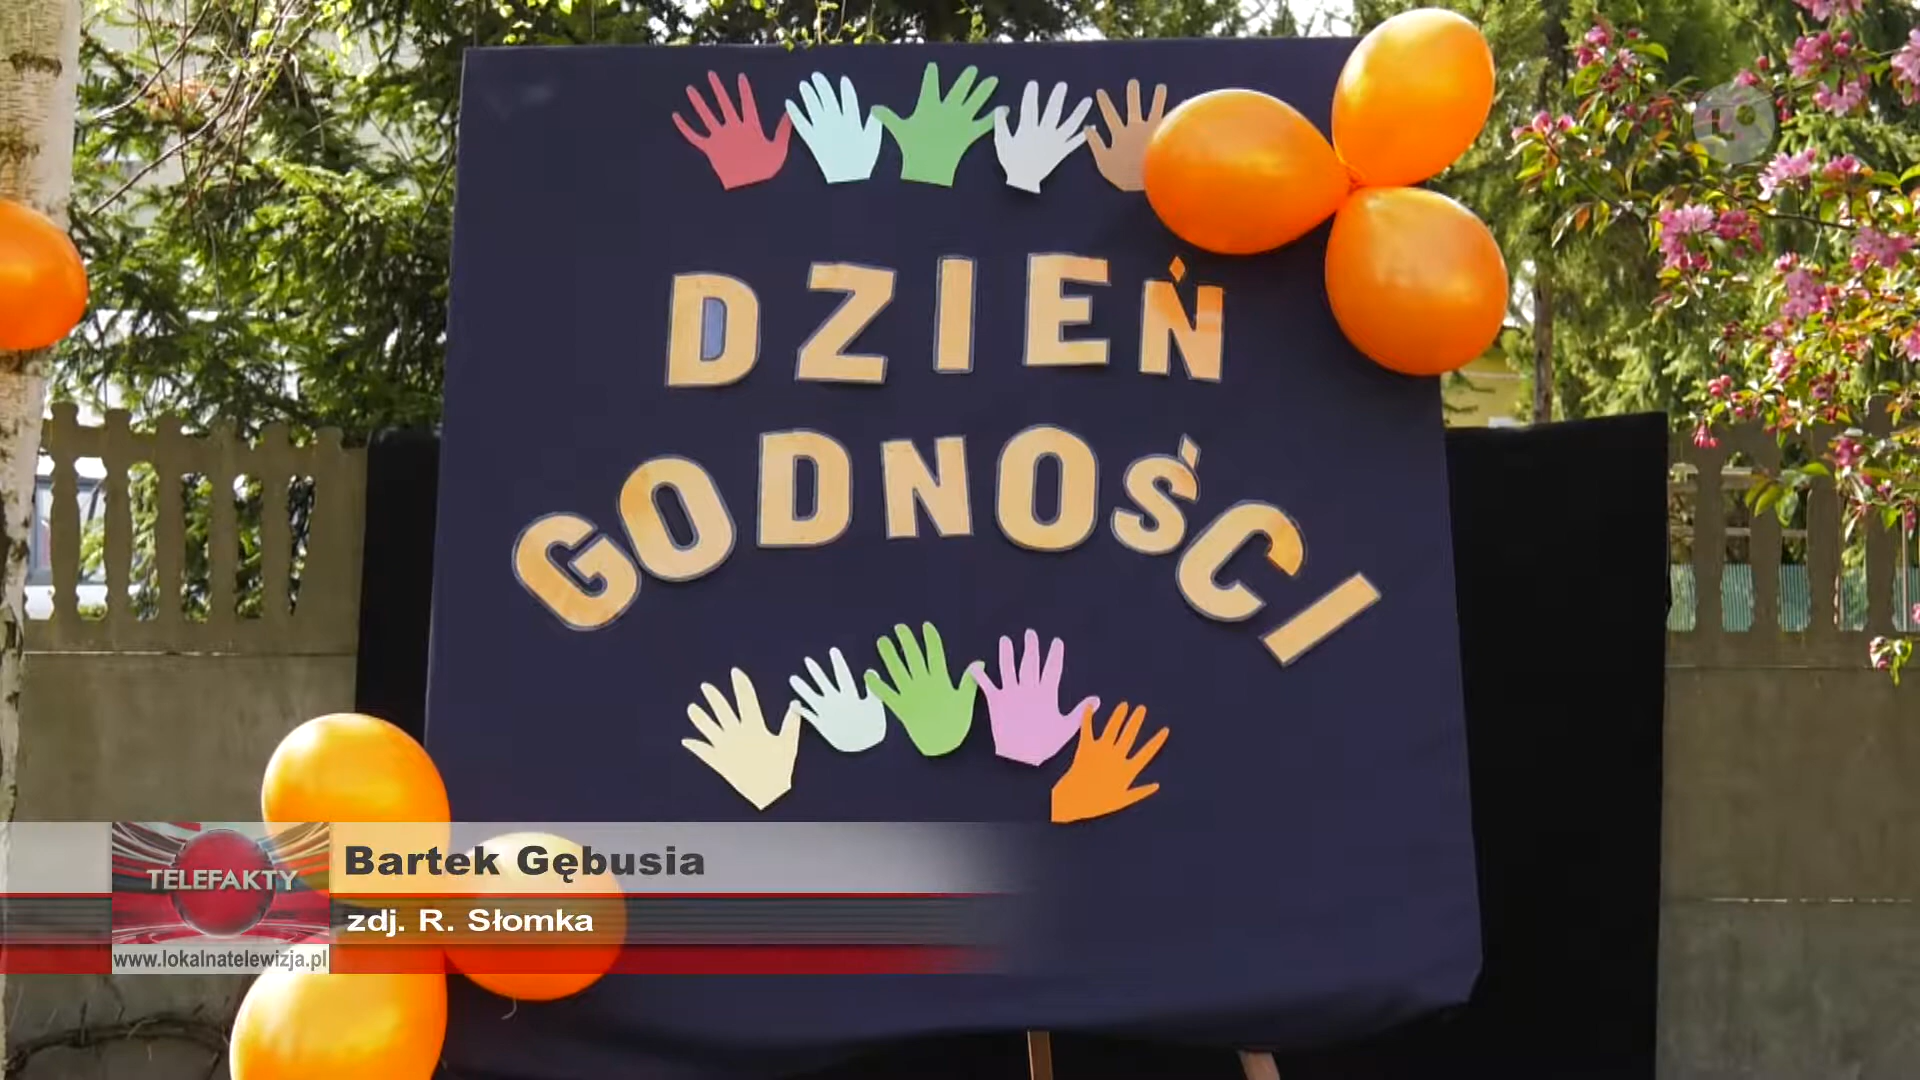 DZIEŃ
GODNOŚCI
TELEFAKTY
www.lokalnatelewizja.pl
Bartek Gębusia
zdj. R. Słomka